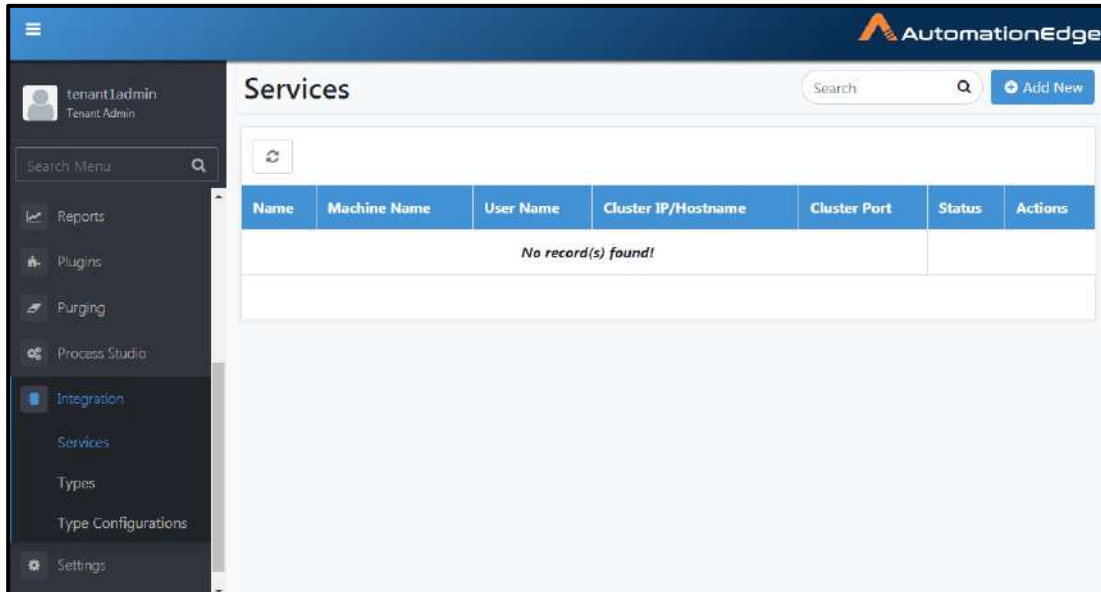 AutomationEdge
tenant1admin
Tenant Admin
Search Menu
Reports
Plugins
Purging
Process Studio
Integration
Services
Types
Type Configurations
Settings
Services
Search
Add New
Name Machine Name User Name Cluster IP/Hostname Cluster Port Status Actions
No record(s) found!